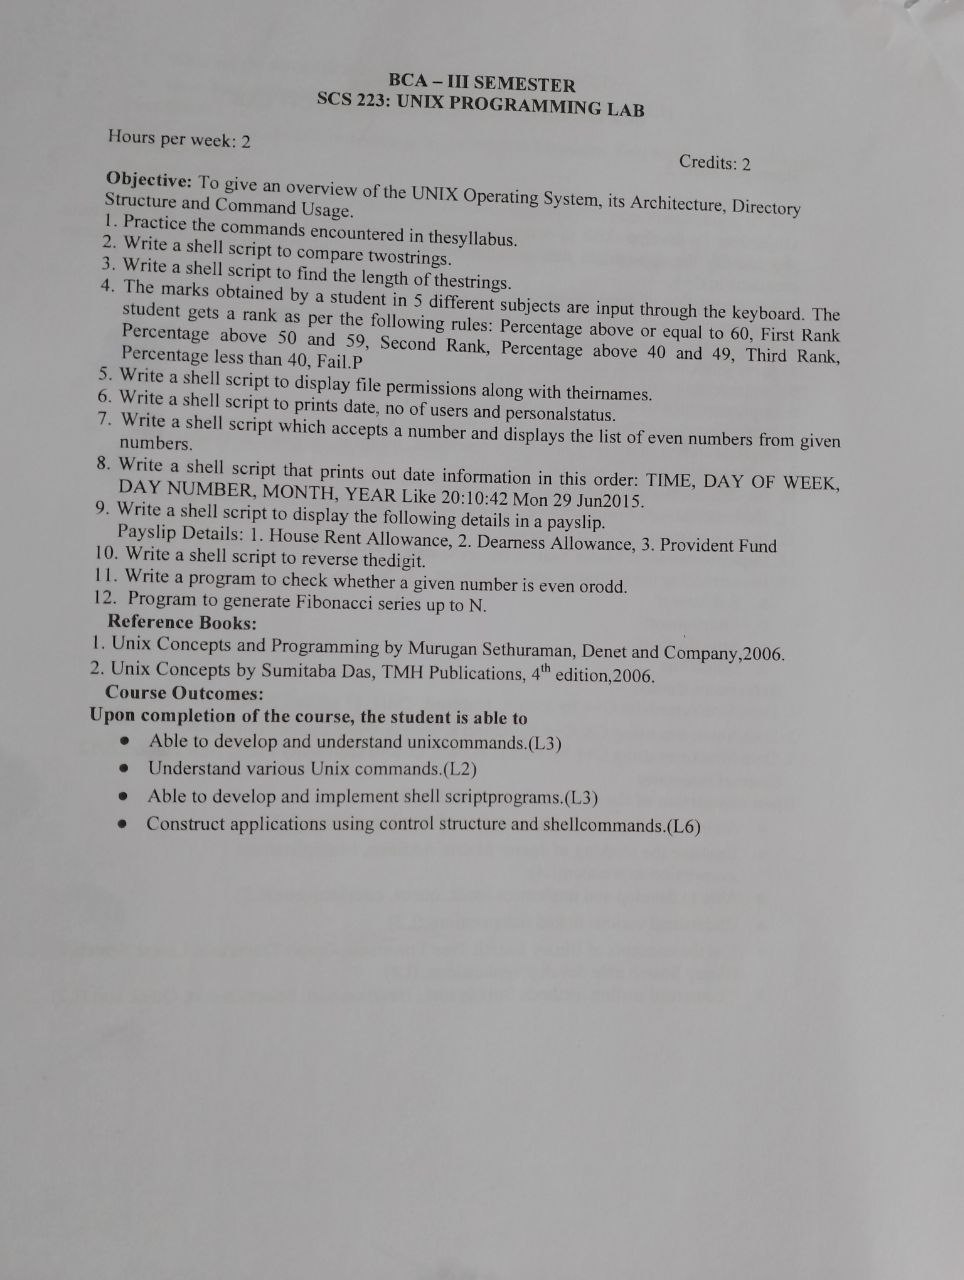 BCA – III SEMESTER
SCS 223: UNIX PROGRAMMING LAB
Hours per week: 2
Credits: 2
Objective: To give an overview of the UNIX Operating System, its Architecture, Directory
Structure and Command Usage.
1. Practice the commands encountered in thesyllabus.
2. Write a shell script to compare twostrings.
3. Write a shell script to find the length of thestrings.
4. The marks obtained by a student in 5 different subjects are input through the keyboard. The
student gets a rank as per the following rules: Percentage above or equal to 60, First Rank
Percentage above 50 and 59, Second Rank, Percentage above 40 and 49, Third Rank,
Percentage less than 40, Fail.P
5. Write a shell script to display file permissions along with theirnames.
6. Write a shell script to prints date, no of users and personalstatus.
7. Write a shell script which accepts a number and displays the list of even numbers from given
numbers.
8. Write a shell script that prints out date information in this order: TIME, DAY OF WEEK,
DAY NUMBER, MONTH, YEAR Like 20:10:42 Mon 29 Jun2015.
9. Write a shell script to display the following details in a payslip.
Payslip Details: 1. House Rent Allowance, 2. Dearness Allowance, 3. Provident Fund
10. Write a shell script to reverse thedigit.
11. Write a program to check whether a given number is even orodd.
12. Program to generate Fibonacci series up to N.
Reference Books:
1. Unix Concepts and Programming by Murugan Sethuraman, Denet and Company,2006.
2. Unix Concepts by Sumitaba Das, TMH Publications, 4th edition,2006.
Course Outcomes:
Upon completion of the course, the student is able to
• Able to develop and understand unixcommands.(L3)
• Understand various Unix commands.(L2)
• Able to develop and implement shell scriptprograms.(L3)
• Construct applications using control structure and shellcommands.(L6)